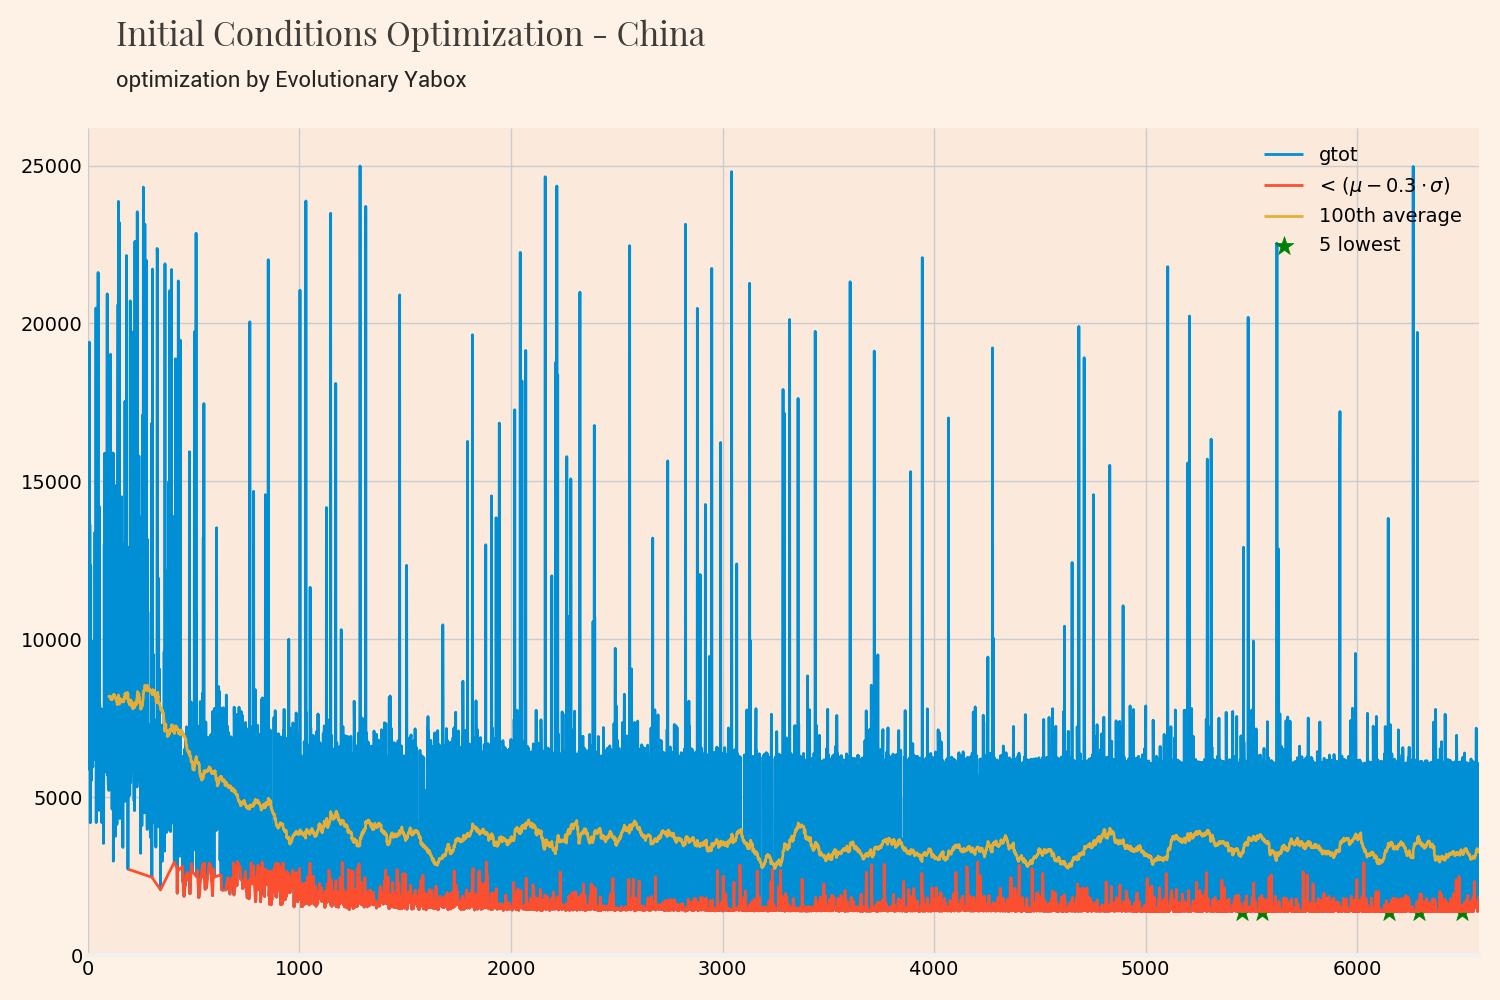 Initial Conditions Optimization - China
optimization by Evolutionary Yabox
gtot
< (μ − 0.3 · σ)
100th average
5 lowest
25000
20000
15000
10000
5000
0
0 1000 2000 3000 4000 5000 6000